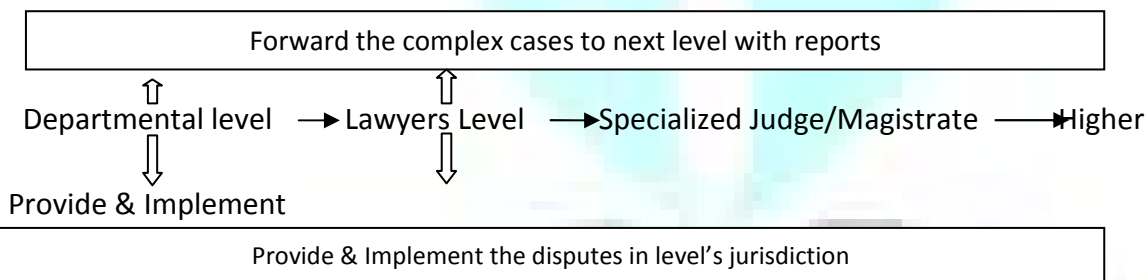 Forward the complex cases to next level with reports
Departmental level Lawyers Level Specialized Judge/Magistrate Higher
Provide & Implement
Provide & Implement the disputes in level's jurisdiction